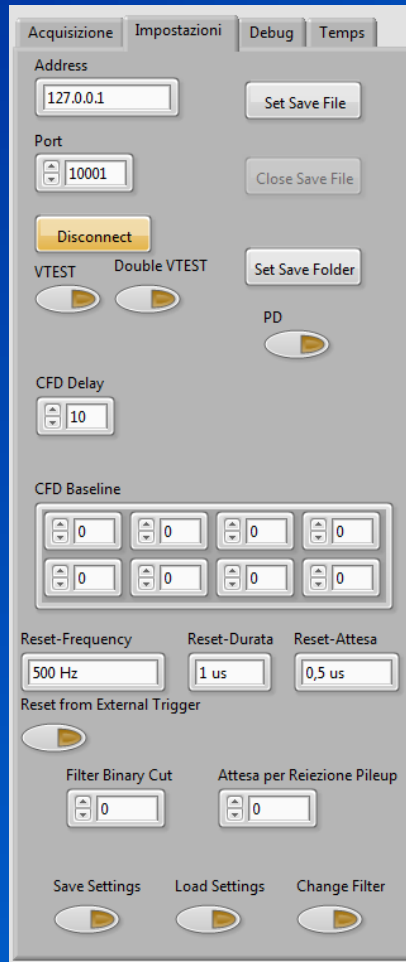 Acquisizione Impostazioni Debug Temps
Address
127.0.0.1
Set Save File
Port
10001
Close Save File
Disconnect
VTEST Double VTEST
Set Save Folder
PD
CFD Delay
10
CFD Baseline
0 0 0 0
0 0 0 0
Reset-Frequency Reset-Durata Reset-Attesa
500 Hz 1 us 0,5 us
Reset from External Trigger
Filter Binary Cut Attesa per Reiezione Pileup
0 0
Save Settings Load Settings Change Filter